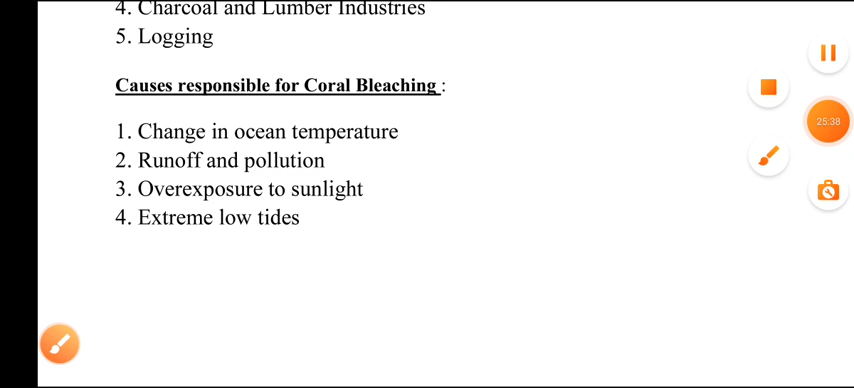 4. Charcoal and Lumber Industries
5. Logging
Causes responsible for Coral Bleaching :
1. Change in ocean temperature
2. Runoff and pollution
3. Overexposure to sunlight
4. Extreme low tides
25:38